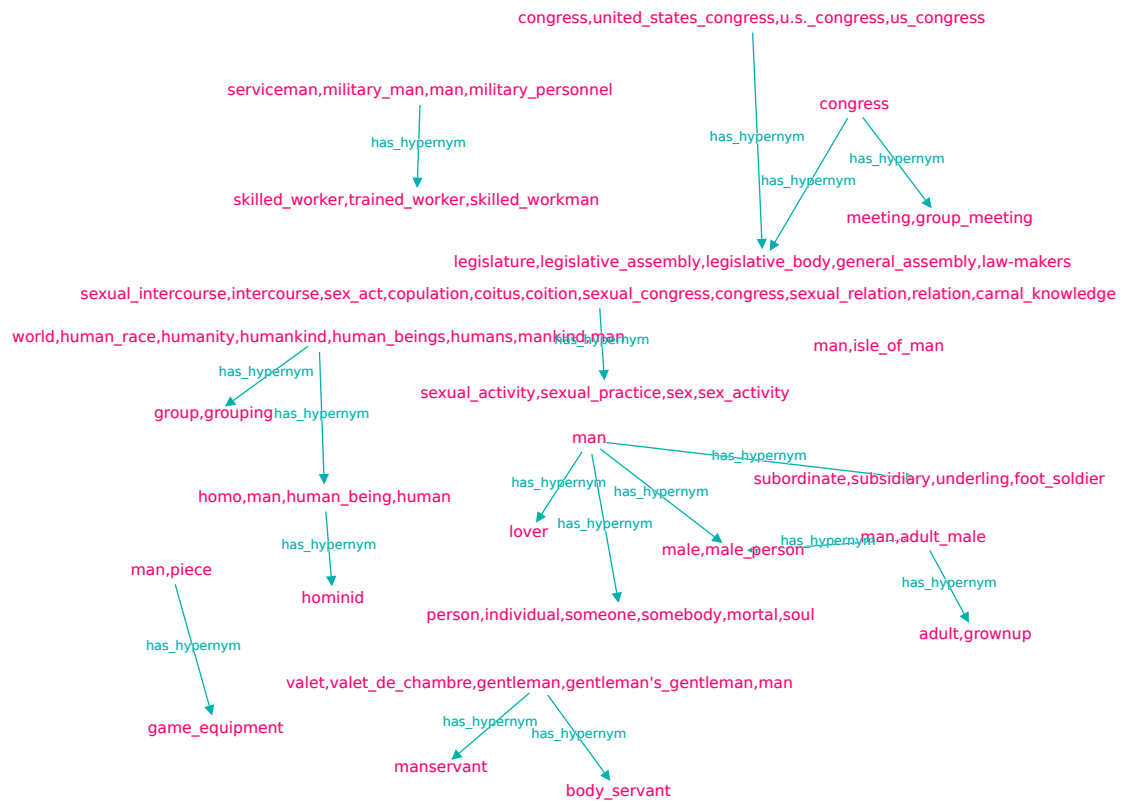 congress,united_states_congress,u.s._congress,us_congress
serviceman,military_man,man,military_personnel
congress
has_hypernym
has_hypernym
has_hypernym
has_hypernym
skilled_worker,trained_worker,skilled_workman
meeting,group_meeting
legislature,legislative_assembly,legislative_body,general_assembly,law-makers
sexual_intercourse,intercourse,sex_act,copulation,coitus,coition,sexual_congress,congress,sexual_relation,relation,carnal_knowledge
world,human_race,humanity,humankind,human_beings,humans,mankind,man
has_hypernym
man,isle_of_man
has_hypernym
sexual_activity,sexual_practice,sex,sex_activity
group,grouping
has_hypernym
man
has_hypernym
subordinate,subsidiary,underling,foot_soldier
has_hypernym
has_hypernym
homo,man,human_being,human
has_hypernym
lover
man,adult_male
has_hypernym
has_hypernym
male,male_person
man,piece
has_hypernym
hominid
person,individual,someone,somebody,mortal,soul
adult,grownup
has_hypernym
valet,valet_de_chambre,gentleman,gentleman's_gentleman,man
has_hypernym
game_equipment
has_hypernym
manservant
body_servant